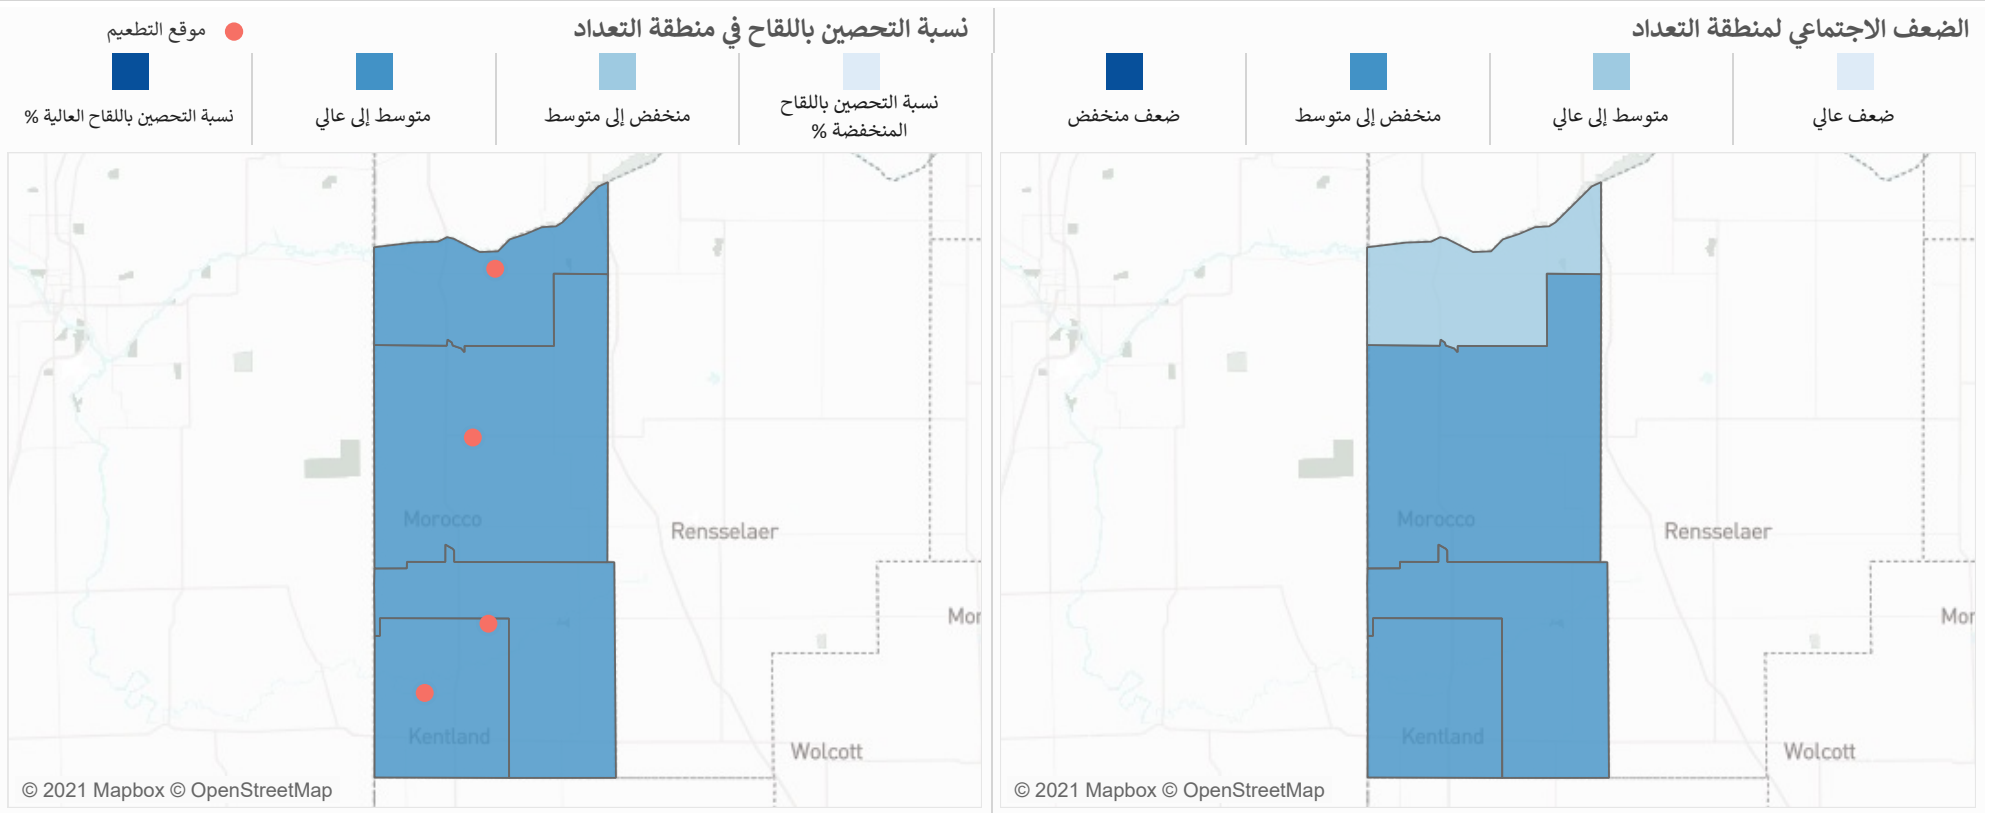 الضعف الاجتماعي لمنطقة التعداد
ضعف عالي
متوسط إلى عالي
منخفض إلى متوسط
ضعف منخفض
Morocco
Rensselaer
Mor
Kentland
Wolcott
© 2021 Mapbox © OpenStreetMap
نسبة التحصين باللقاح في منطقة التعداد
موقع التطعيم
نسبة التحصين باللقاح
المنخفضة %
منخفض إلى متوسط
متوسط إلى عالي
نسبة التحصين باللقاح العالية %
Morocco
Rensselaer
Mor
Kentland
Wolcott
© 2021 Mapbox © OpenStreetMap